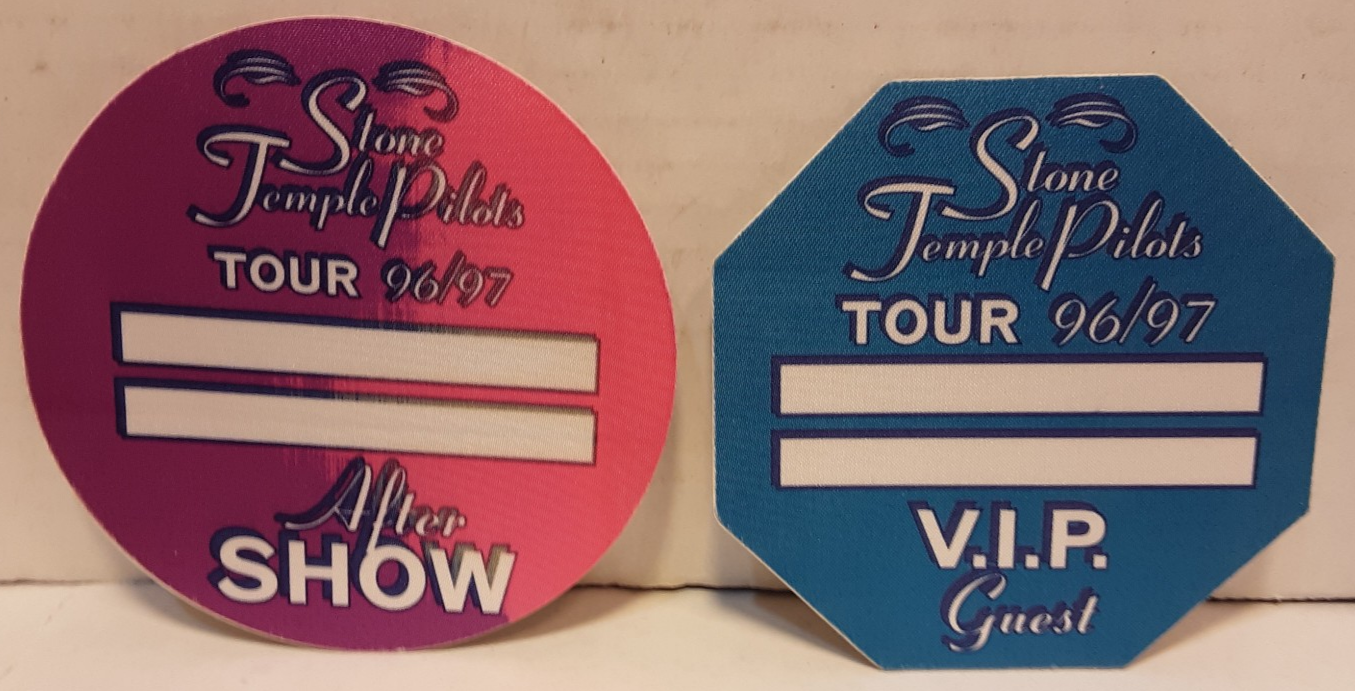 Stone
Temple Pilots
TOUR 96/97
After
SHOW
Stone
Temple Pilots
TOUR 96/97
V.I.P.
Guest